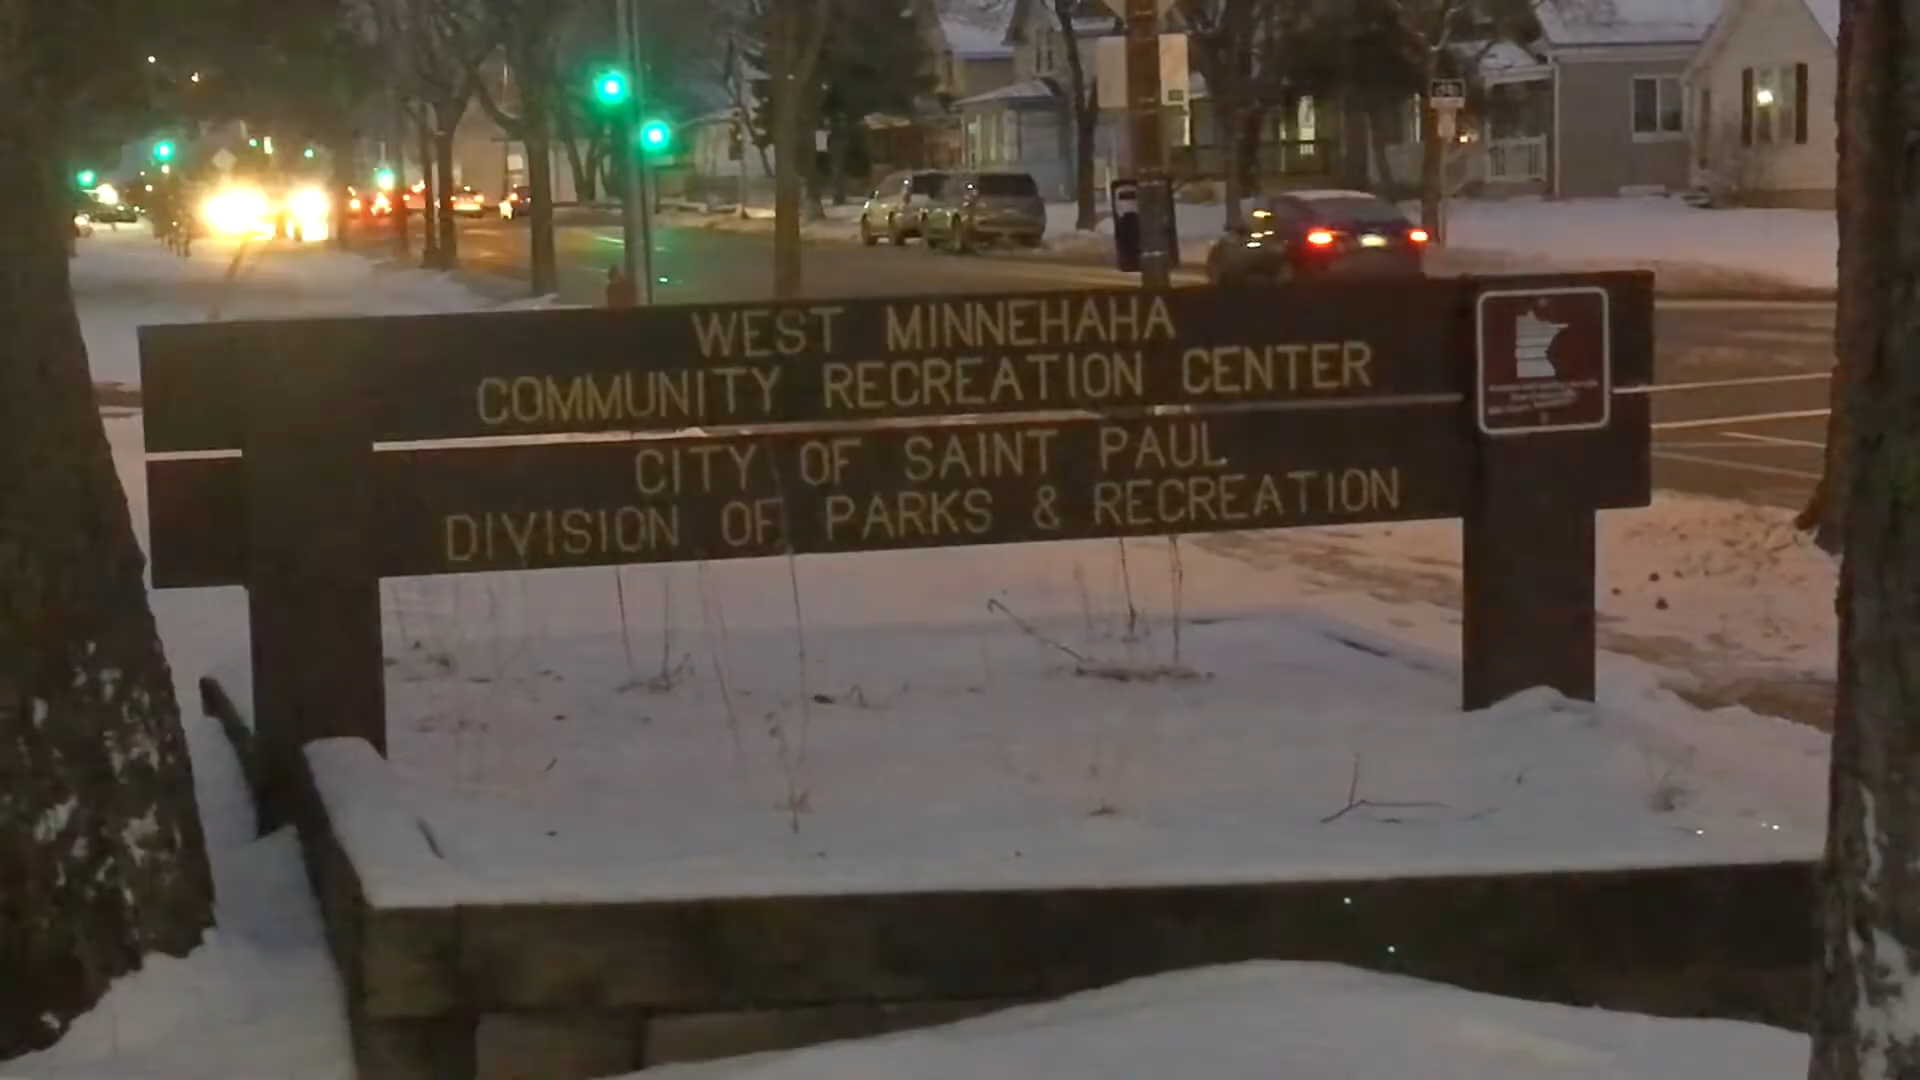 WEST MINNEHAHA
COMMUNITY RECREATION CENTER
CITY OF SAINT PAUL
DIVISION OF PARKS & RECREATION